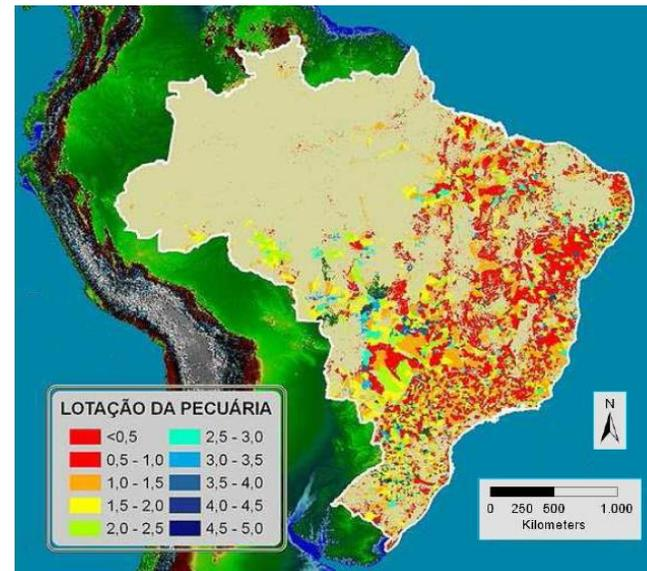 LOTAÇÃO DA PECUÁRIA
<0,5
0,5 - 1,0
1,0 - 1,5
1,5 - 2,0
2,0 - 2,5
2,5 - 3,0
3,0 - 3,5
3,5 - 4,0
4,0 - 4,5
4,5 - 5,0
N
0 250 500 1.000
Kilometers